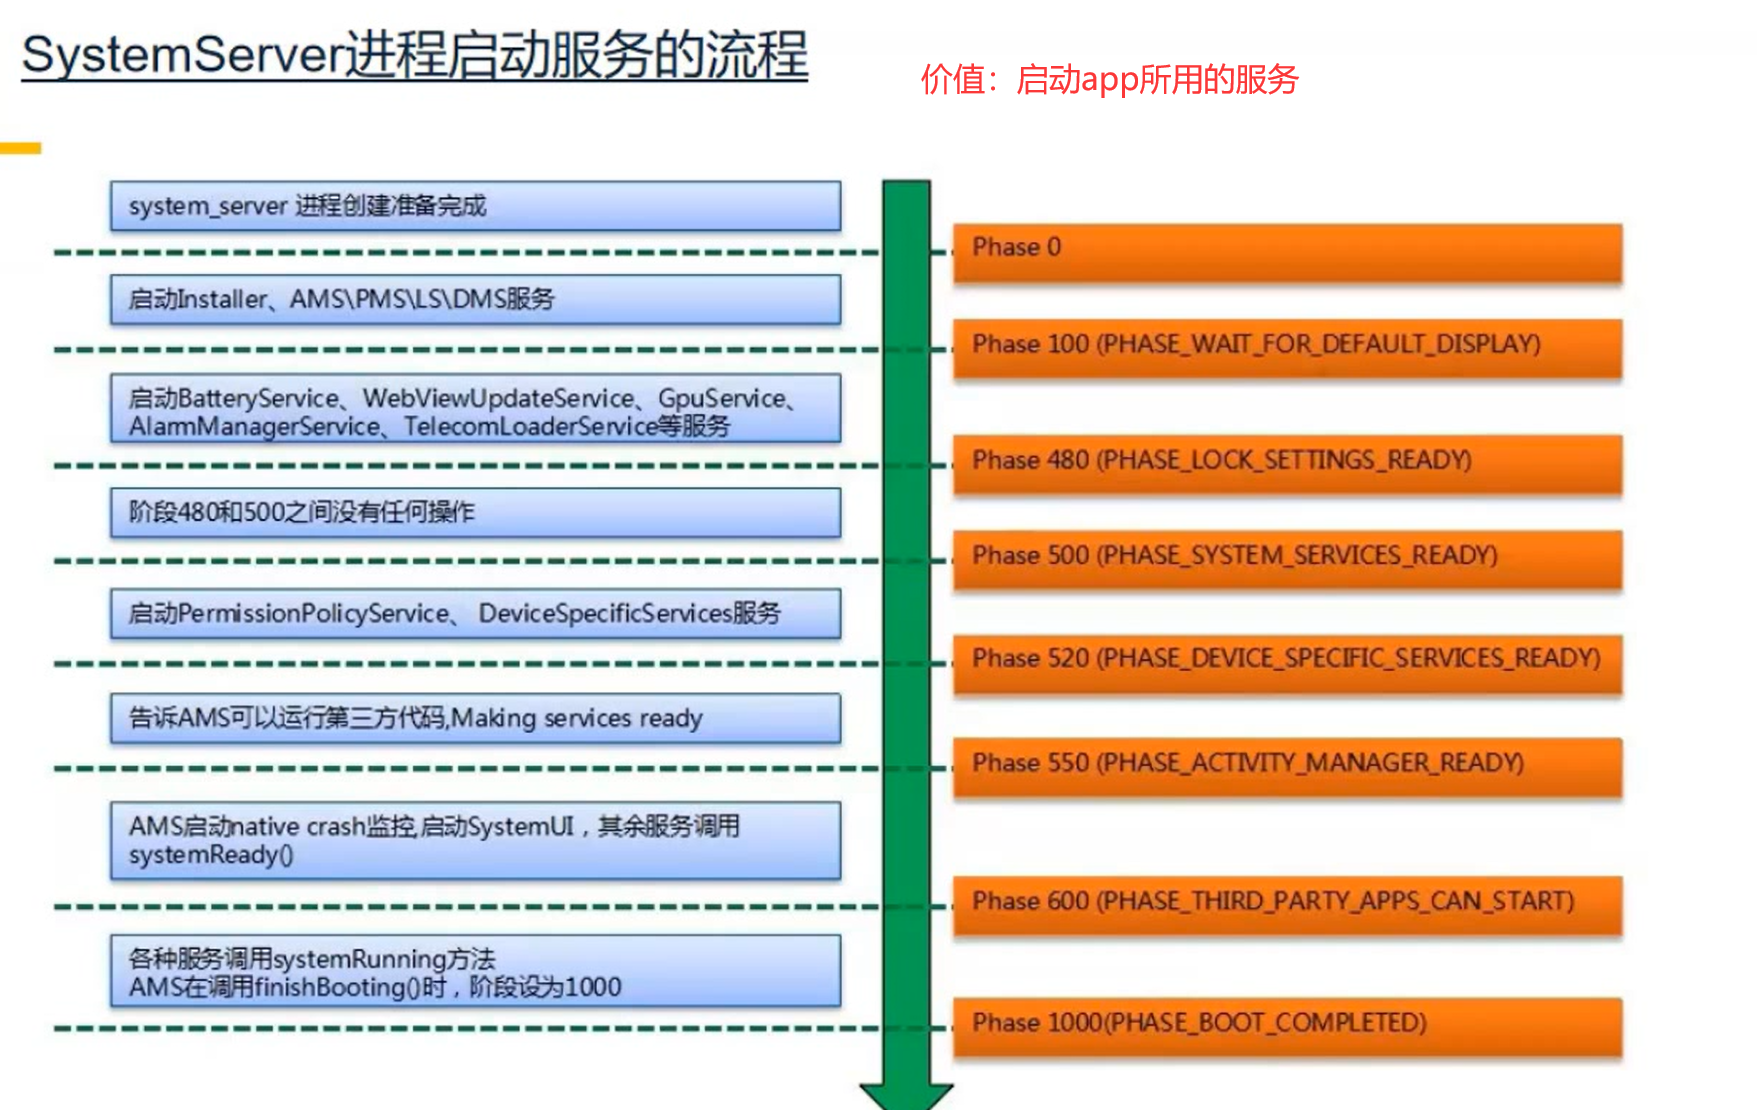 SystemServer进程启动服务的流程
价值：启动app所用的服务
system_server 进程创建准备完成
Phase 0
启动Installer、AMS\PMS\LS\DMS服务
Phase 100 (PHASE_WAIT_FOR_DEFAULT_DISPLAY)
启动BatteryService、WebViewUpdateService、GpuService、
AlarmManagerService、TelecomLoaderService等服务
Phase 480 (PHASE_LOCK_SETTINGS_READY)
阶段480和500之间没有任何操作
Phase 500 (PHASE_SYSTEM_SERVICES_READY)
启动PermissionPolicyService、 DeviceSpecificServices服务
Phase 520 (PHASE_DEVICE_SPECIFIC_SERVICES_READY)
告诉AMS可以运行第三方代码,Making services ready
Phase 550 (PHASE_ACTIVITY_MANAGER_READY)
AMS启动native crash监控,启动SystemUI，其余服务调用
systemReady()
Phase 600 (PHASE_THIRD_PARTY_APPS_CAN_START)
各种服务调用systemRunning方法
AMS在调用finishBooting()时，阶段设为1000
Phase 1000(PHASE_BOOT_COMPLETED)